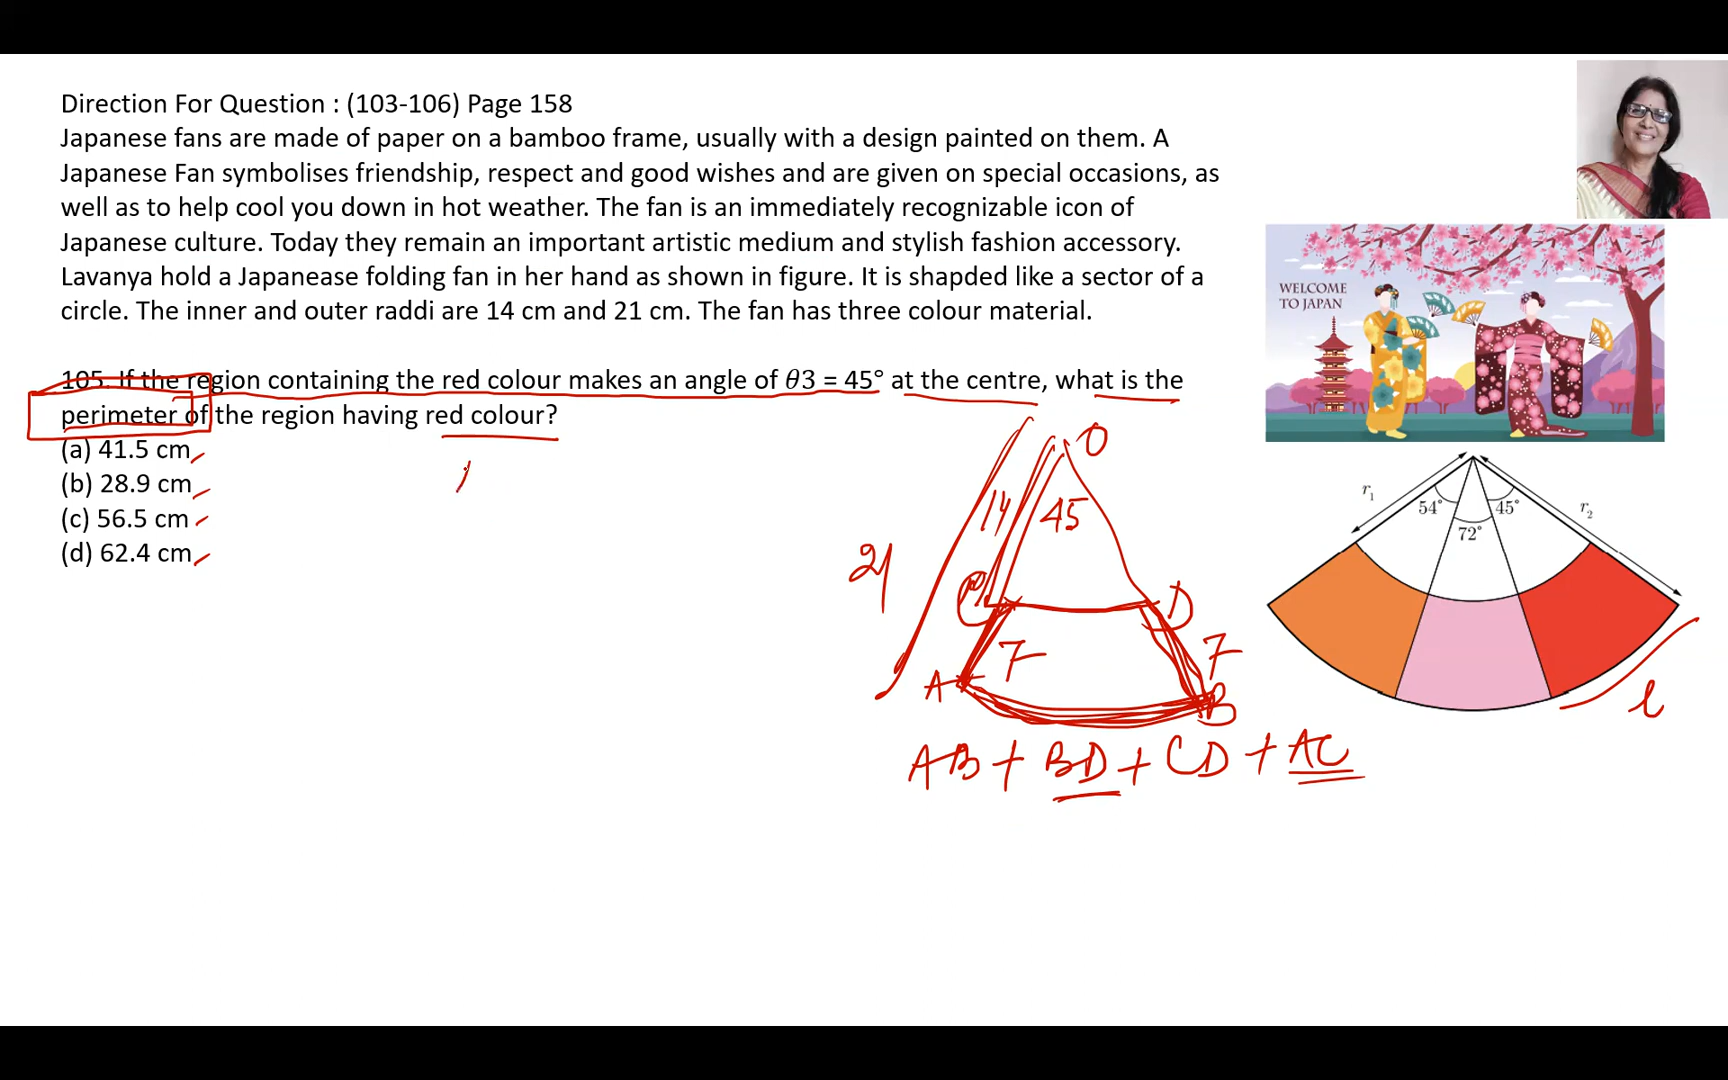 Direction For Question : (103-106) Page 158
Japanese fans are made of paper on a bamboo frame, usually with a design painted on them. A
Japanese Fan symbolises friendship, respect and good wishes and are given on special occasions, as
well as to help cool you down in hot weather. The fan is an immediately recognizable icon of
Japanese culture. Today they remain an important artistic medium and stylish fashion accessory.
Lavanya hold a Japanease folding fan in her hand as shown in figure. It is shapded like a sector of a
circle. The inner and outer raddi are 14 cm and 21 cm. The fan has three colour material.
105. If the region containing the red colour makes an angle of θ3 = 45° at the centre, what is the
perimeter of the region having red colour?
(a) 41.5 cm
(b) 28.9 cm
(c) 56.5 cm
(d) 62.4 cm
WELCOME
TO JAPAN
O
14
45
21
D
7
7
A
B
AB + BD + CD + AC
r₁
54°
45°
r₂
72°
l